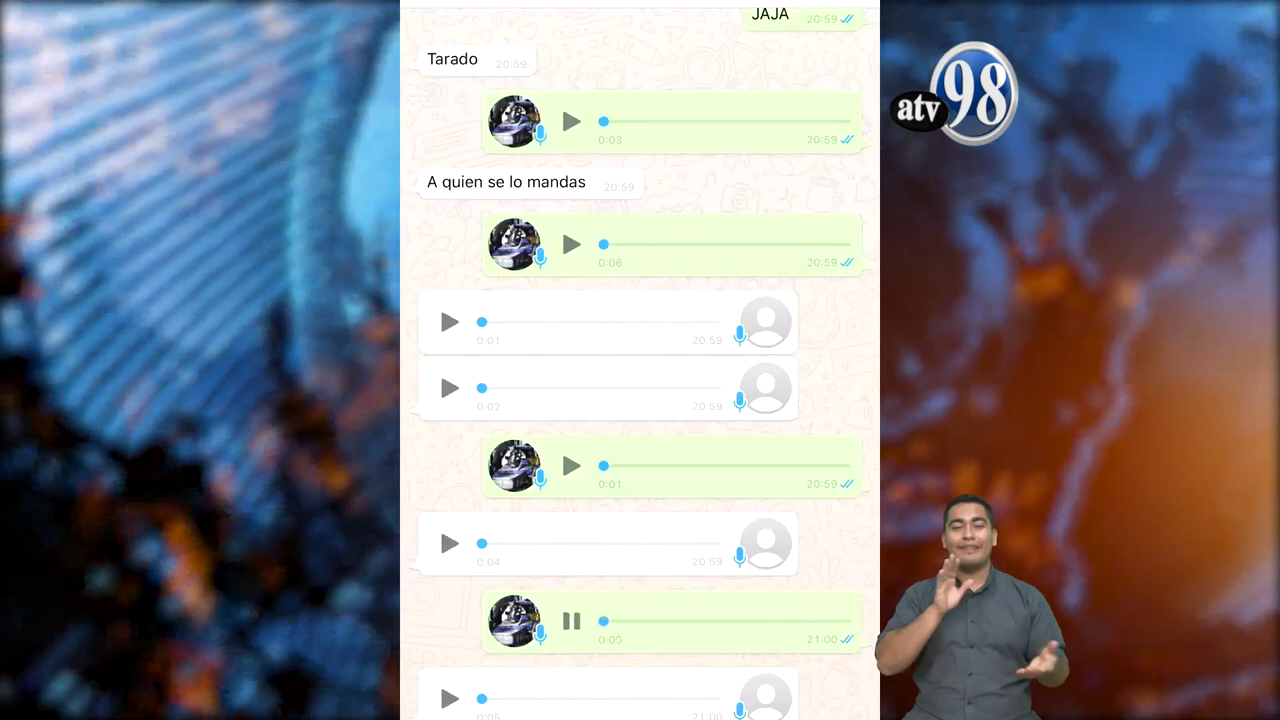 JAJA 20:59
Tarado 20:59
0:03 20:59
A quien se lo mandas 20:59
0:06 20:59
0:01 20:59
0:02 20:59
0:01 20:59
0:04 20:59
21:00
0:05 21:00
atv 98